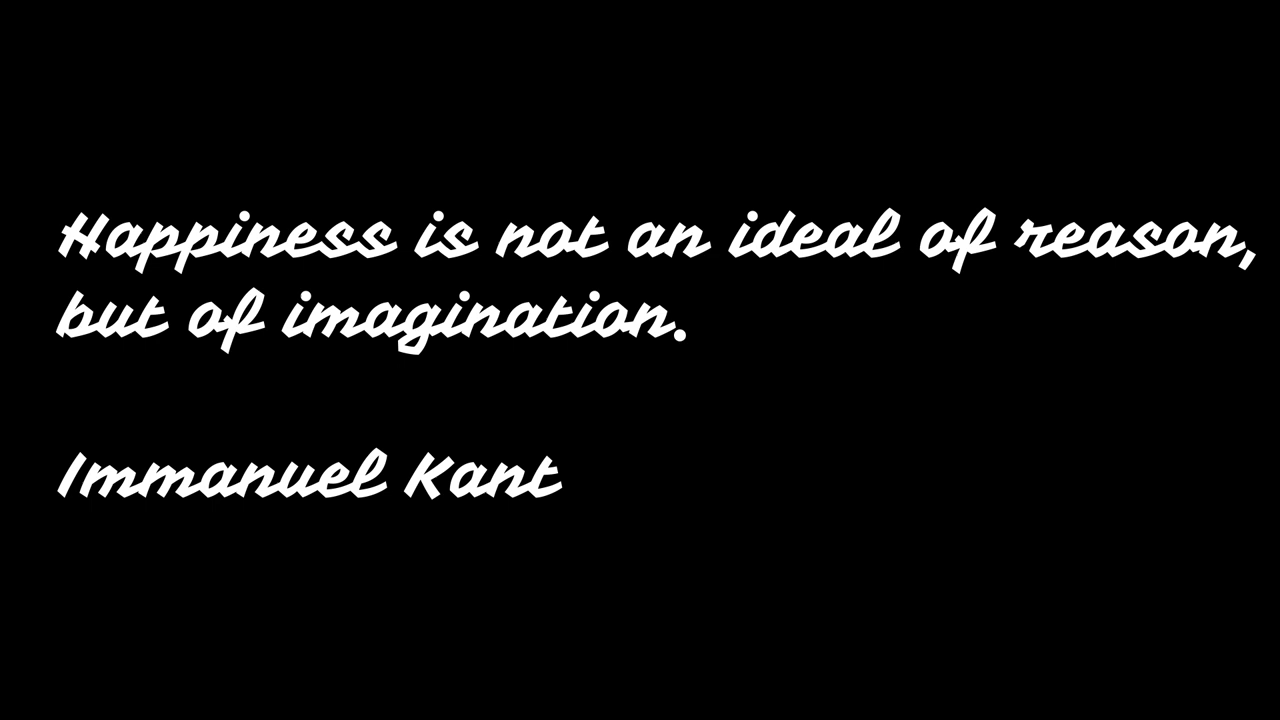 Happiness is not an ideal of reason,
but of imagination.
Immanuel Kant